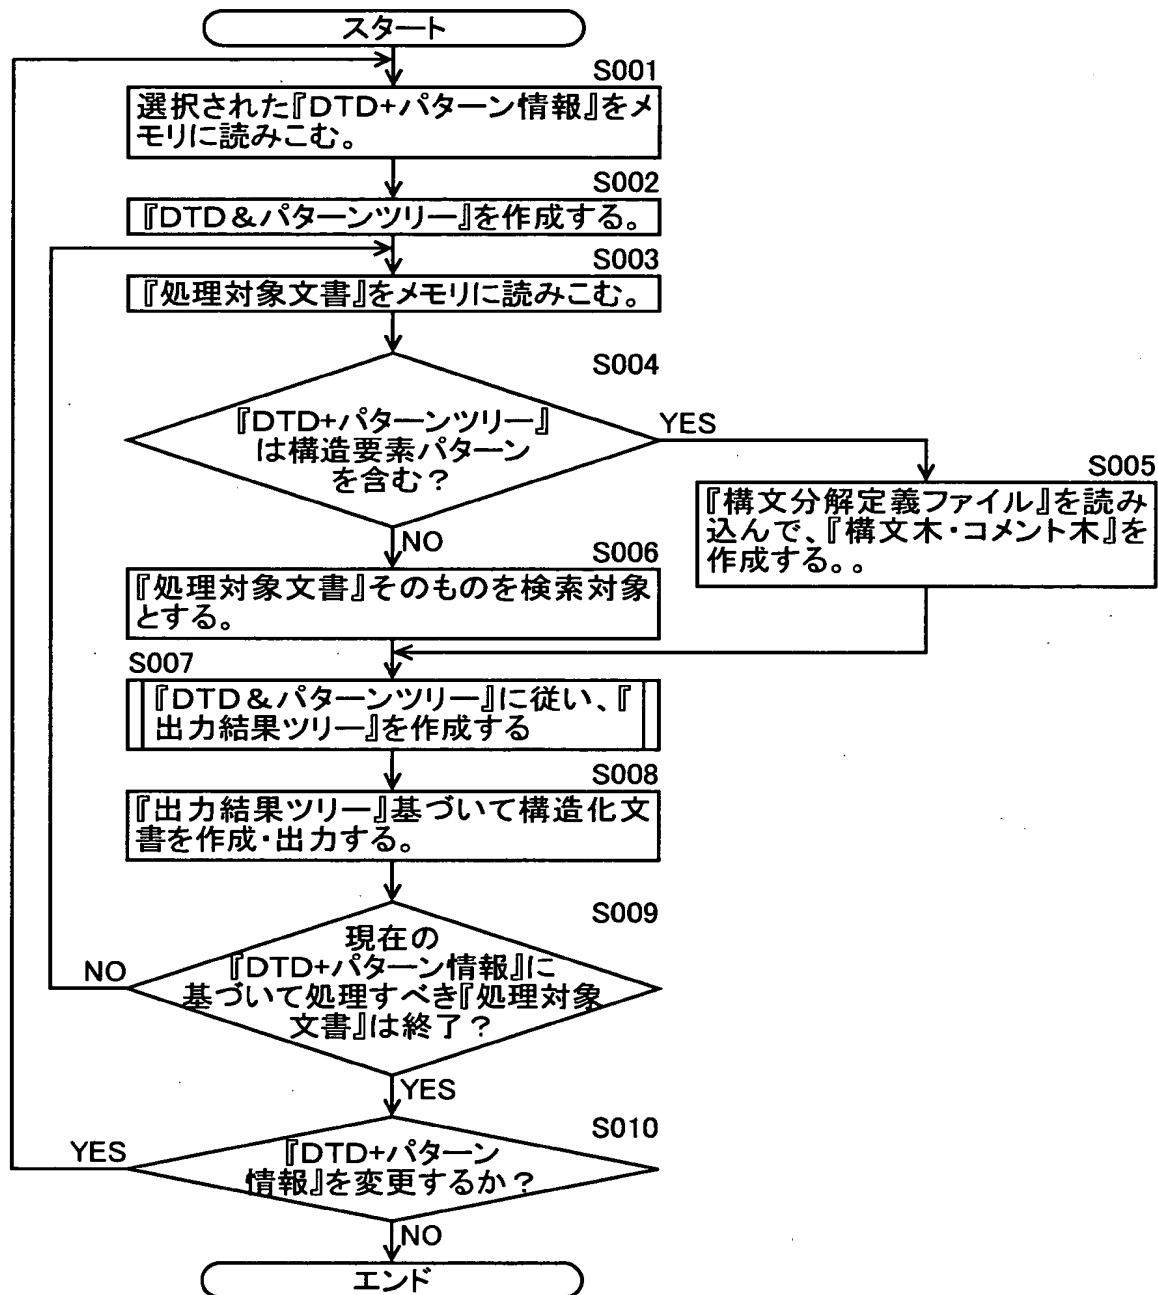 スタート
S001
選択された『DTD+パターン情報』をメ
モリに読みこむ。
S002
『DTD&パターンツリー』を作成する。
S003
『処理対象文書』をメモリに読みこむ。
S004
『DTD+パターンツリー』
は構造要素パターン
を含む?
YES
S005
『構文分解定義ファイル』を読み
込んで、『構文木・コメント木』を
作成する。。
NO
S006
『処理対象文書』そのものを検索対象
とする。
S007
『DTD&パターンツリー』に従い、『
出力結果ツリー』を作成する
S008
『出力結果ツリー』基づいて構造化文
書を作成・出力する。
S009
現在の
『DTD+パターン情報』に
基づいて処理すべき『処理対象
文書』は終了?
NO
YES
S010
『DTD+パターン
情報』を変更するか?
YES
NO
エンド